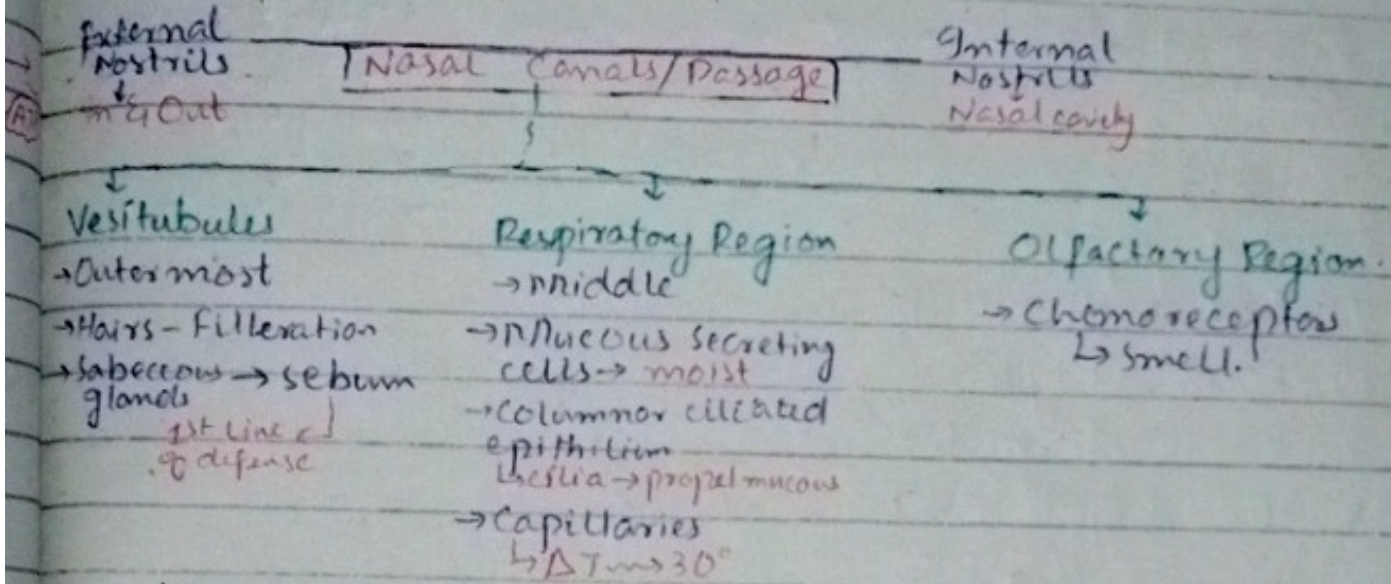 External
Nostrils
in & Out
Nasal Canals/Passage
Internal
Nostrils
Nasal cavity
Vesitubules
→Outermost
→Hairs - Filleration
→Sabeceous → sebum
glands
1st Line
of defense
Respiratory Region
→middle
→Mucous secreting
cells → moist
→Columnor ciliated
epithilium
↳cilia → propel mucous
→Capillaries
↳ΔT → 30°
Olfactory Region.
→ Chemoreceptors
↳ smell.